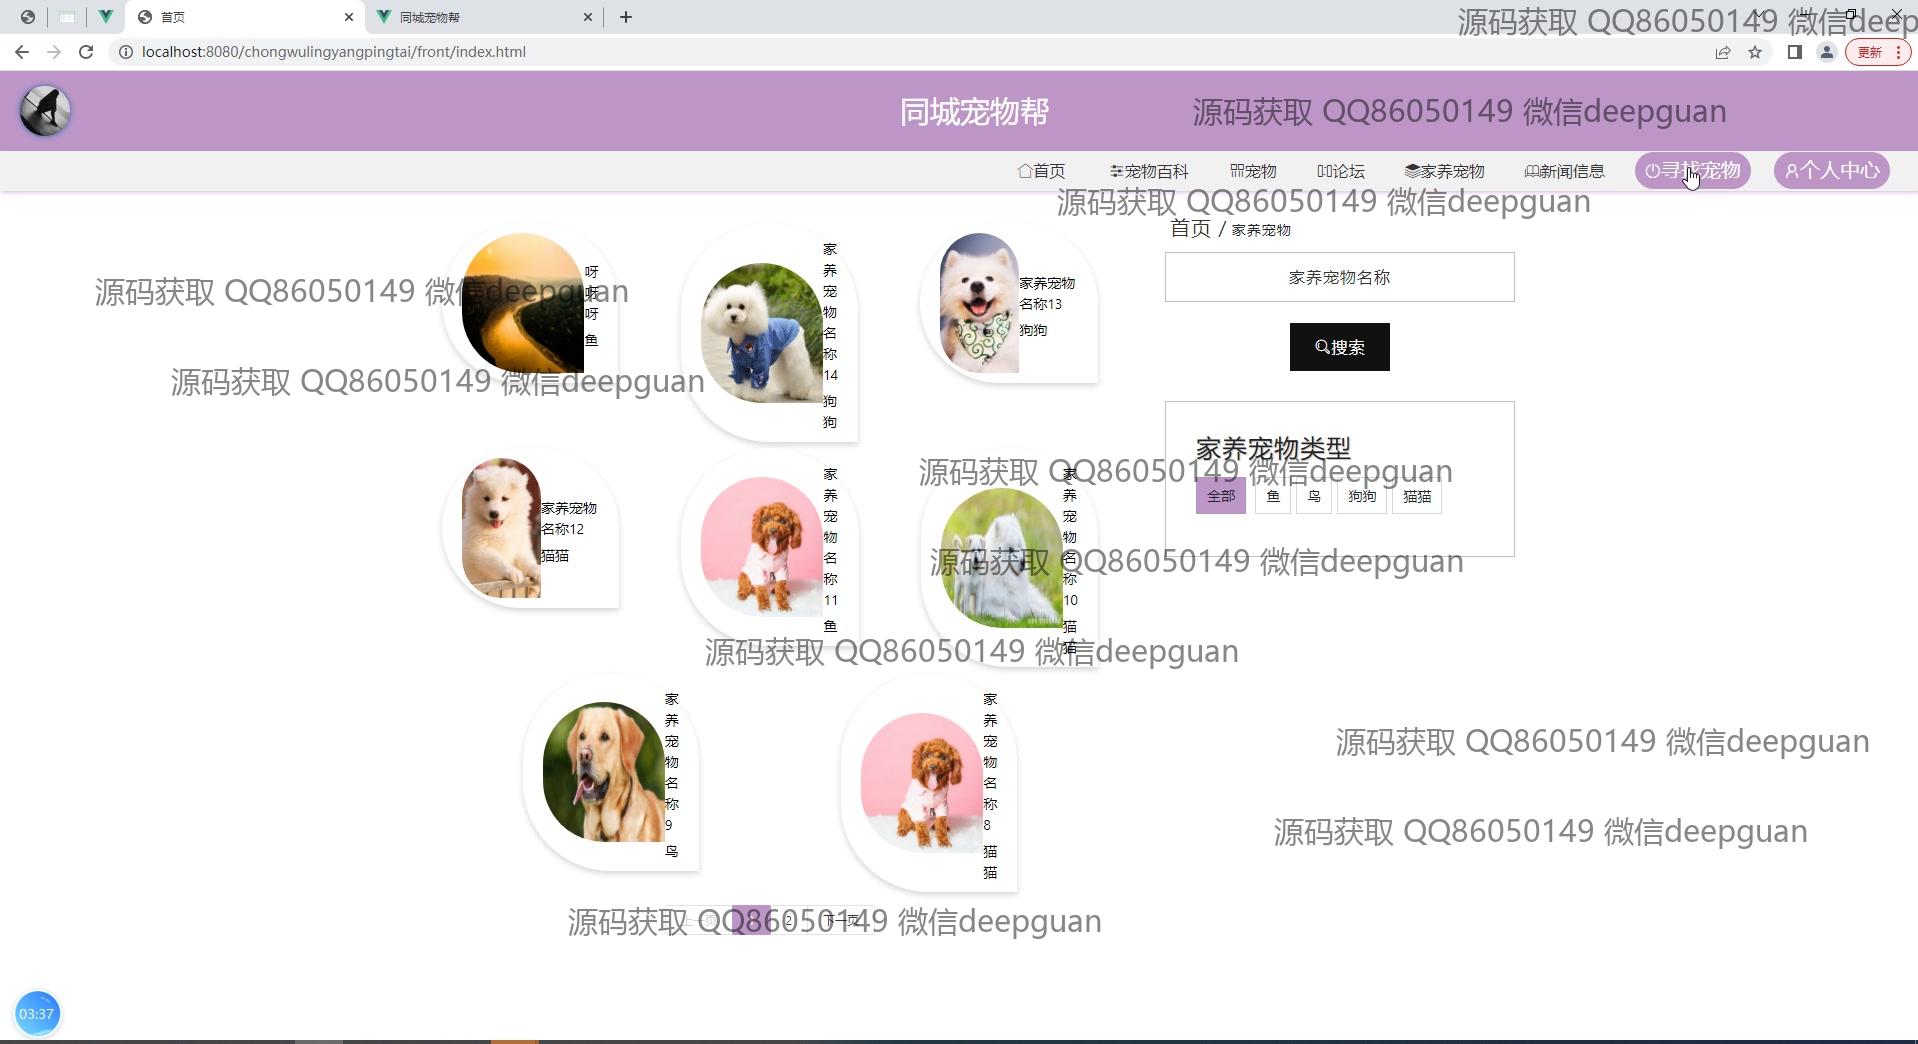 首页
同城宠物帮
源码获取 QQ86050149 微信deep
localhost:8080/chongwulingyangpingtai/front/index.html
更新
同城宠物帮
源码获取 QQ86050149 微信deepguan
首页
宠物百科
宠物
论坛
家养宠物
新闻信息
寻找宠物
个人中心
源码获取 QQ86050149 微信deepguan
首页 / 家养宠物
家养宠物名称
搜索
源码获取 QQ86050149 微信deepguan
呀呀呀
鱼
家养宠物名称14
狗狗
家养宠物
名称13
狗狗
源码获取 QQ86050149 微信deepguan
家养宠物类型
源码获取 QQ86050149 微信deepguan
全部
鱼
鸟
狗狗
猫猫
家养宠物
名称12
猫猫
家养宠物名称11
鱼
家养宠物名称10
猫猫
源码获取 QQ86050149 微信deepguan
源码获取 QQ86050149 微信deepguan
家养宠物名称9
鸟
家养宠物名称8
猫猫
源码获取 QQ86050149 微信deepguan
源码获取 QQ86050149 微信deepguan
上一页
1
2
下一页
源码获取 QQ86050149 微信deepguan
03:37